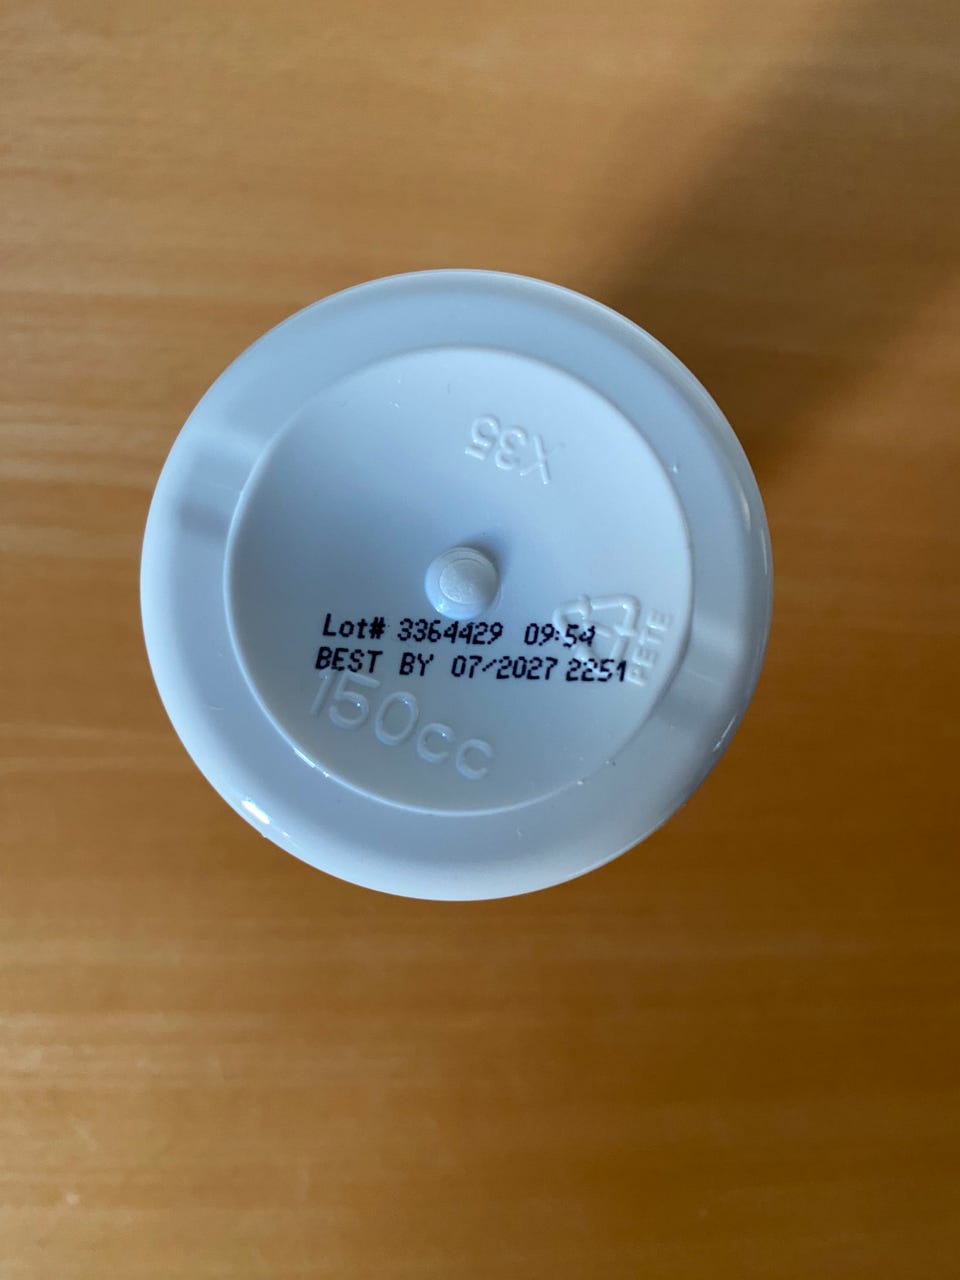 X35
Lot# 3364429 09:54
BEST BY 07/2027 2251
PETE
150cc